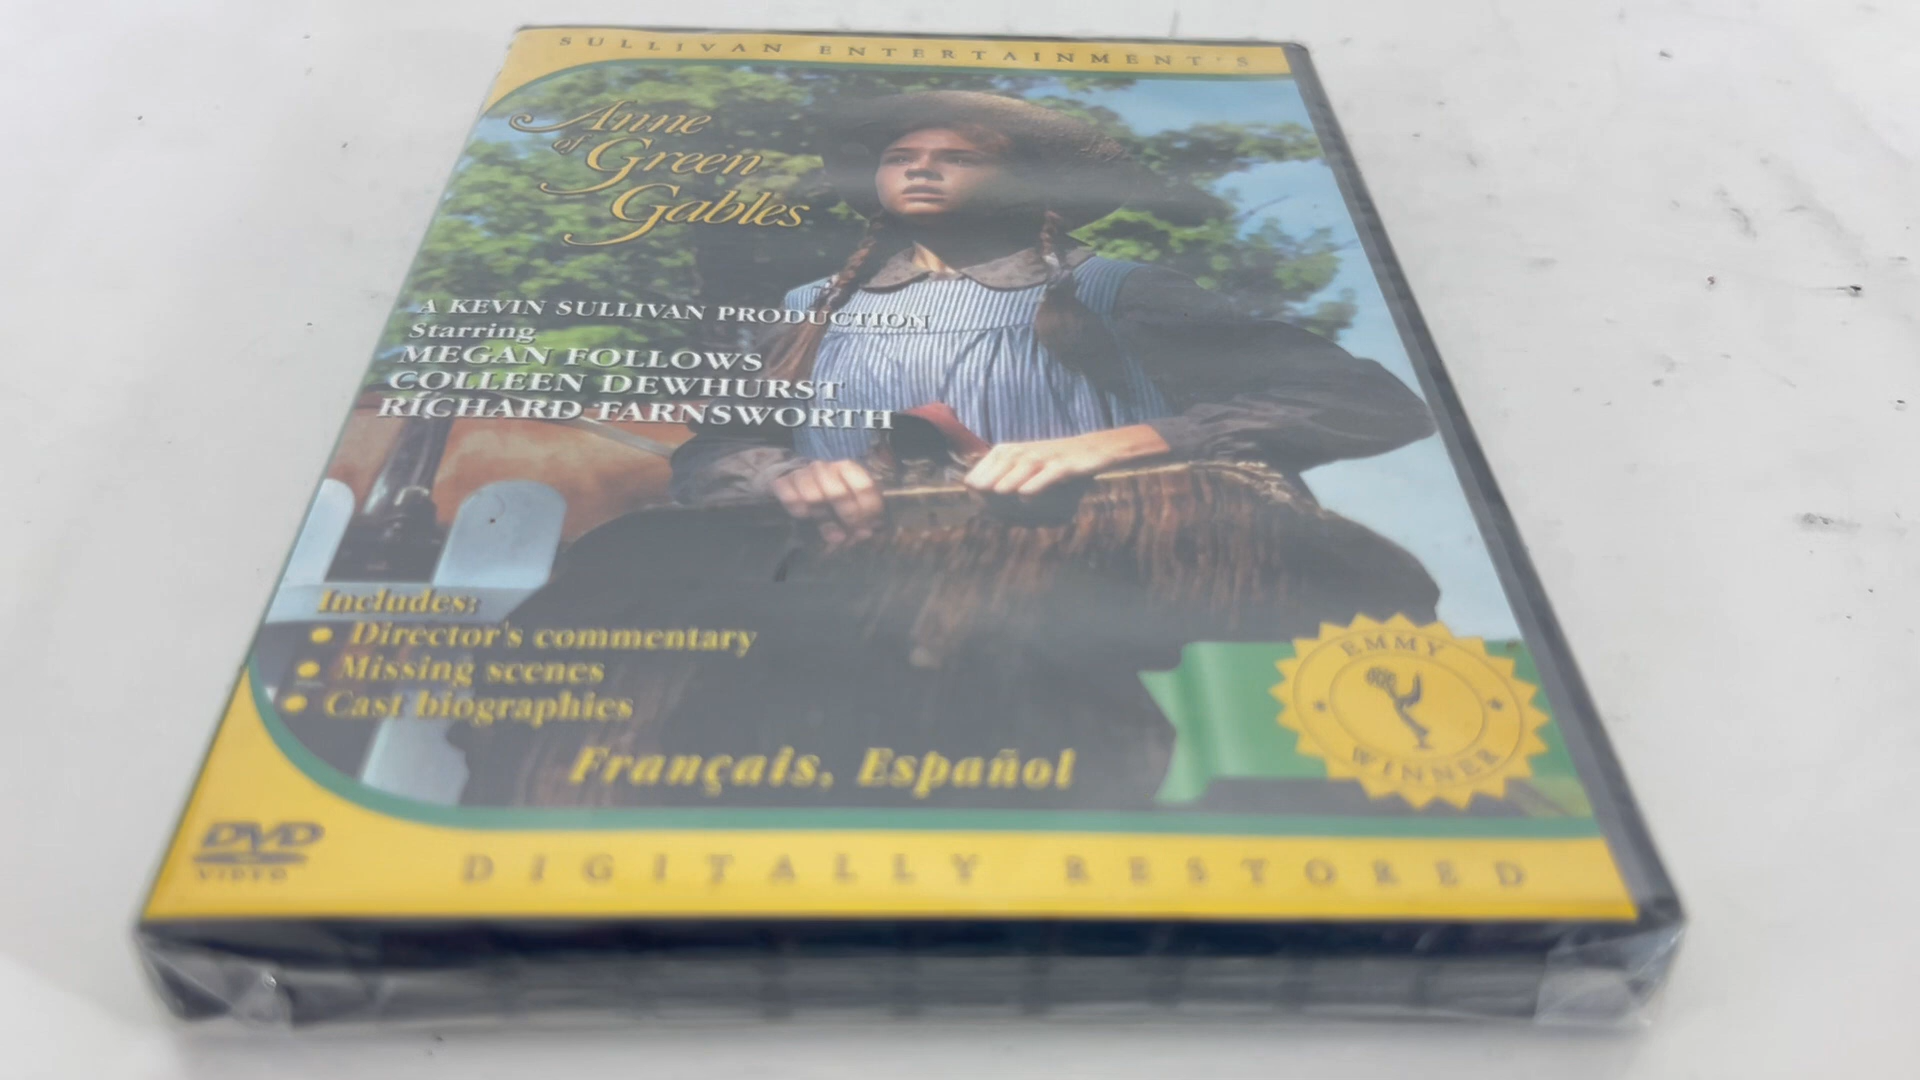 SULLIVAN ENTERTAINMENT'S
Anne
of Green
Gables
A KEVIN SULLIVAN PRODUCTION
Starring
MEGAN FOLLOWS
COLLEEN DEWHURST
RICHARD FARNSWORTH
Includes:
• Director's commentary
• Missing scenes
• Cast biographies
Français, Español
EMMY
WINNER
DVD
VIDEO
DIGITALLY RESTORED